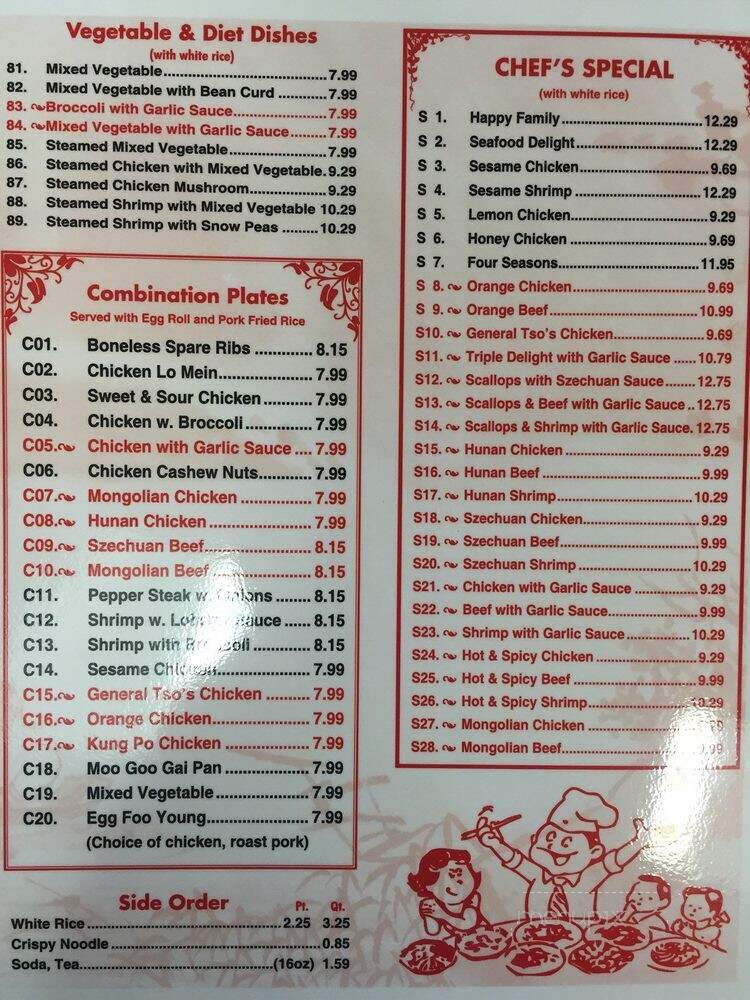 Vegetable & Diet Dishes
(with white rice)
81. Mixed Vegetable.......................................7.99
82. Mixed Vegetable with Bean Curd ............7.99
83. Broccoli with Garlic Sauce.......................7.99
84. Mixed Vegetable with Garlic Sauce........7.99
85. Steamed Mixed Vegetable........................7.99
86. Steamed Chicken with Mixed Vegetable.9.29
87. Steamed Chicken Mushroom...................9.29
88. Steamed Shrimp with Mixed Vegetable 10.29
89. Steamed Shrimp with Snow Peas .........10.29
Combination Plates
Served with Egg Roll and Pork Fried Rice
C01. Boneless Spare Ribs ............. 8.15
C02. Chicken Lo Mein.................... 7.99
C03. Sweet & Sour Chicken ........... 7.99
C04. Chicken w. Broccoli............... 7.99
C05. Chicken with Garlic Sauce .... 7.99
C06. Chicken Cashew Nuts............ 7.99
C07. Mongolian Chicken ............... 7.99
C08. Hunan Chicken ..................... 7.99
C09. Szechuan Beef...................... 8.15
C10. Mongolian Beef..................... 8.15
C11. Pepper Steak w. Onions ........ 8.15
C12. Shrimp w. Lobster Sauce ...... 8.15
C13. Shrimp with Broccoli ............ 8.15
C14. Sesame Chicken.................... 7.99
C15. General Tso's Chicken .......... 7.99
C16. Orange Chicken..................... 7.99
C17. Kung Po Chicken .................. 7.99
C18. Moo Goo Gai Pan .................. 7.99
C19. Mixed Vegetable .................... 7.99
C20. Egg Foo Young...................... 7.99
(Choice of chicken, roast pork)
Side Order
Pt. Qt.
White Rice .......................................2.25 3.25
Crispy Noodle ..........................................0.85
Soda, Tea......................................(16oz) 1.59
CHEF'S SPECIAL
(with white rice)
S 1. Happy Family..................................12.29
S 2. Seafood Delight...............................12.29
S 3. Sesame Chicken...............................9.69
S 4. Sesame Shrimp ..............................12.29
S 5. Lemon Chicken.................................9.29
S 6. Honey Chicken .................................9.69
S 7. Four Seasons..................................11.95
S 8. Orange Chicken................................9.69
S 9. Orange Beef...................................10.99
S10. General Tso's Chicken......................9.69
S11. Triple Delight with Garlic Sauce ......10.79
S12. Scallops with Szechuan Sauce........12.75
S13. Scallops & Beef with Garlic Sauce ..12.75
S14. Scallops & Shrimp with Garlic Sauce. 12.75
S15. Hunan Chicken .................................9.29
S16. Hunan Beef ......................................9.99
S17. Hunan Shrimp.................................10.29
S18. Szechuan Chicken............................9.29
S19. Szechuan Beef.................................9.99
S20. Szechuan Shrimp ...........................10.29
S21. Chicken with Garlic Sauce ...............9.29
S22. Beef with Garlic Sauce.....................9.99
S23. Shrimp with Garlic Sauce ...............10.29
S24. Hot & Spicy Chicken ........................9.29
S25. Hot & Spicy Beef ..............................9.99
S26. Hot & Spicy Shrimp.........................10.29
S27. Mongolian Chicken
S28. Mongolian Beef